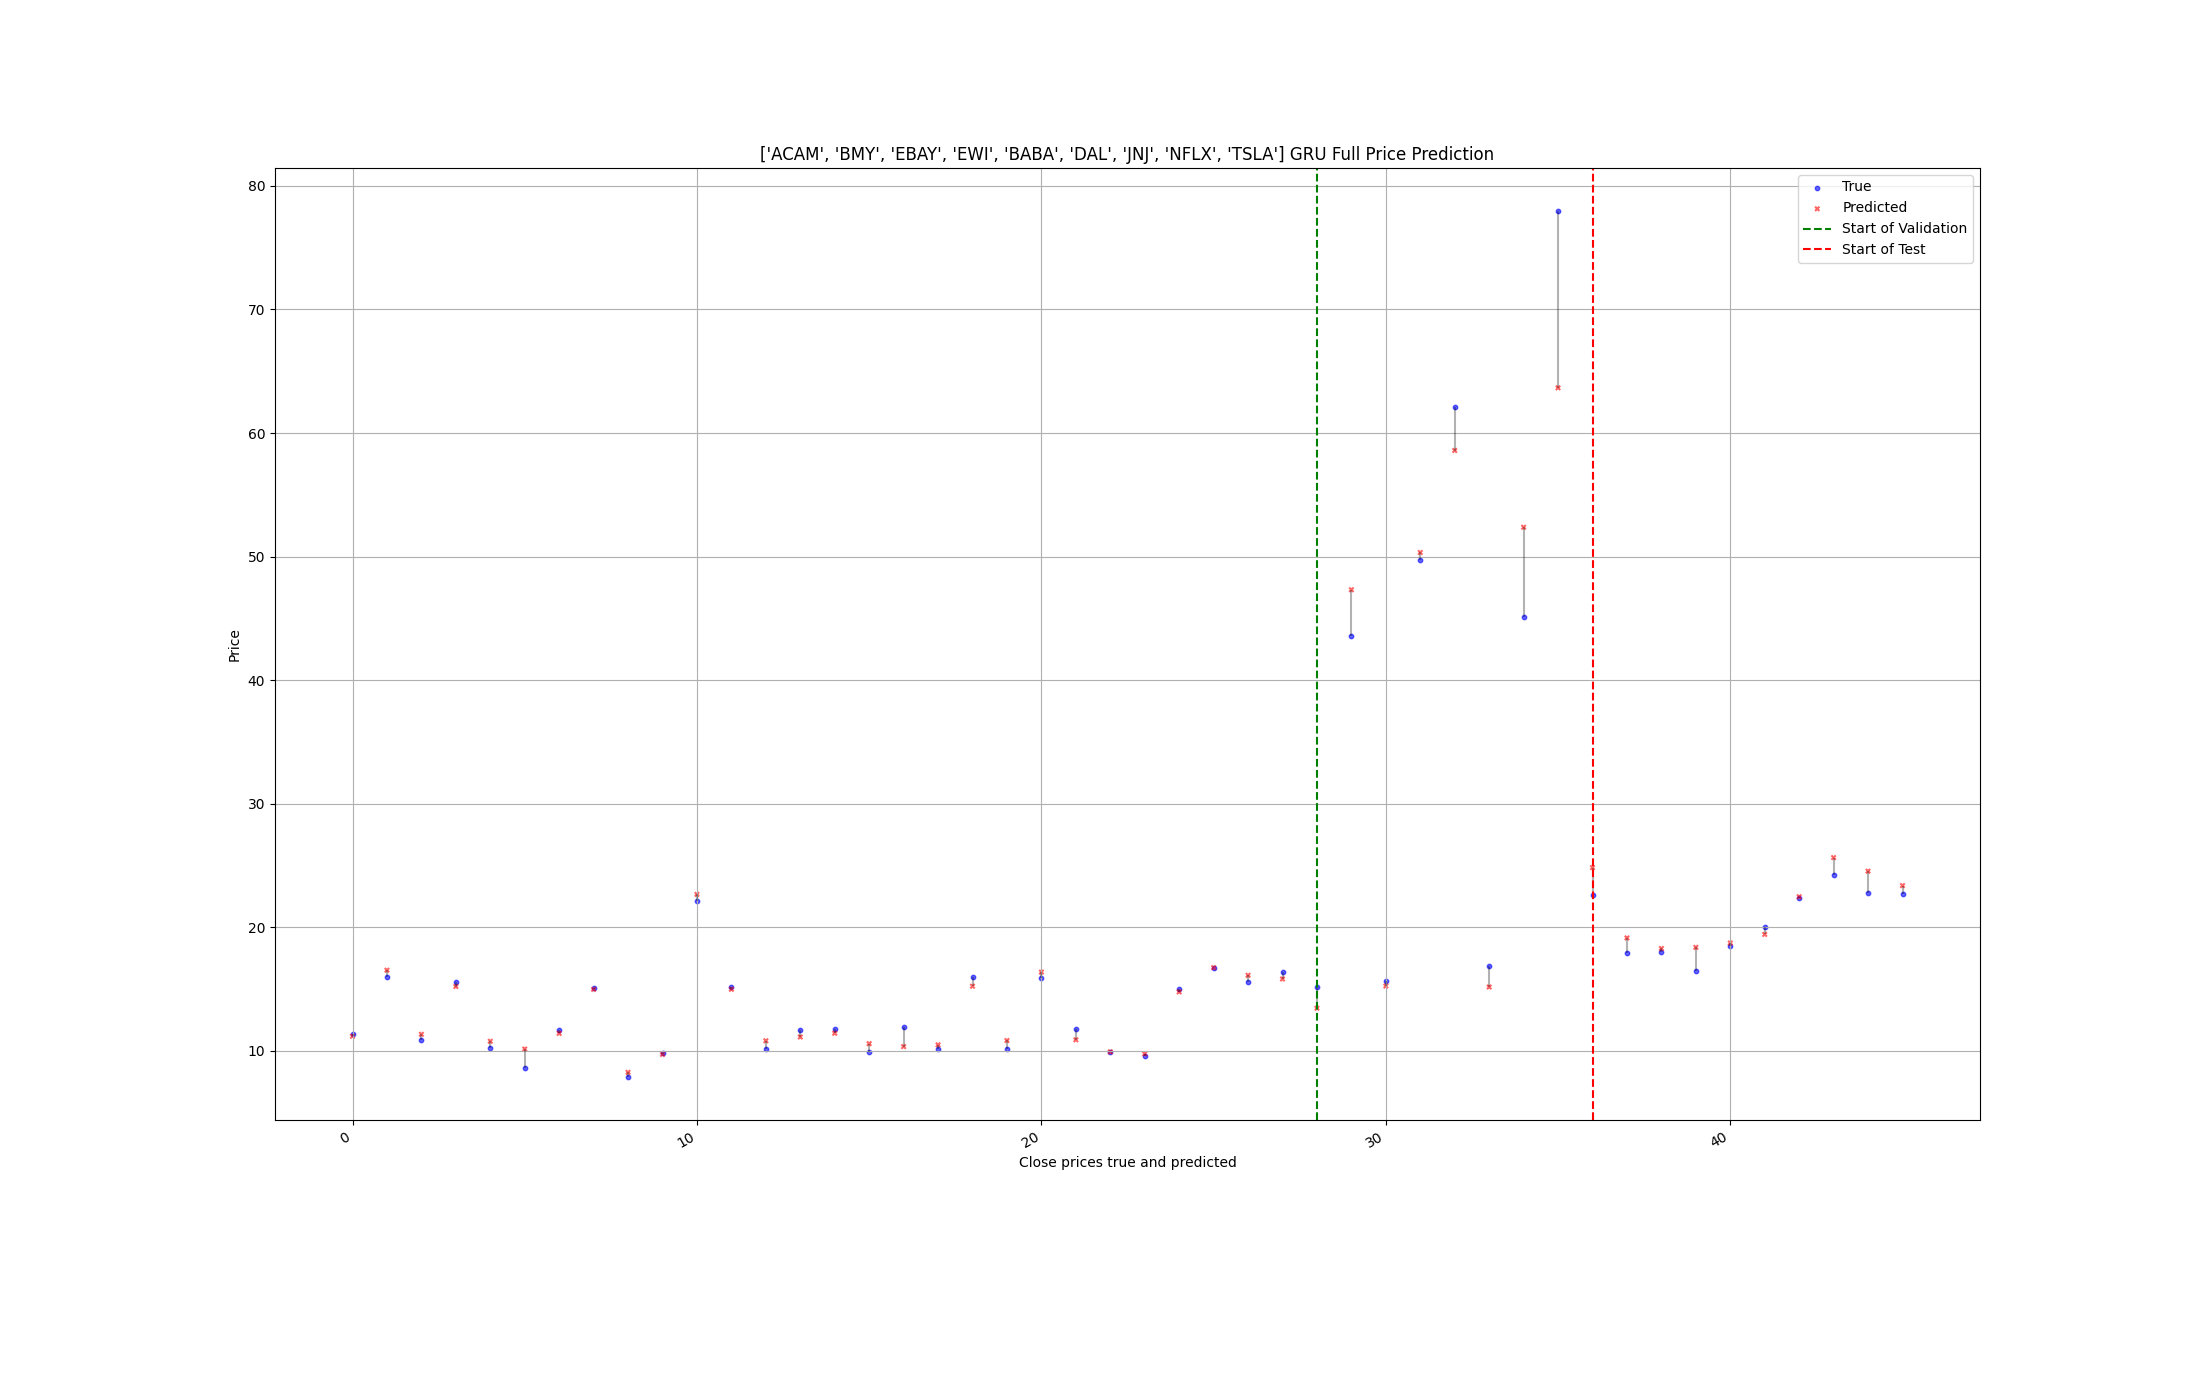 ['ACAM', 'BMY', 'EBAY', 'EWI', 'BABA', 'DAL', 'JNJ', 'NFLX', 'TSLA'] GRU Full Price Prediction
True
Predicted
Start of Validation
Start of Test
Price
80
70
60
50
40
30
20
10
0
10
20
30
40
Close prices true and predicted